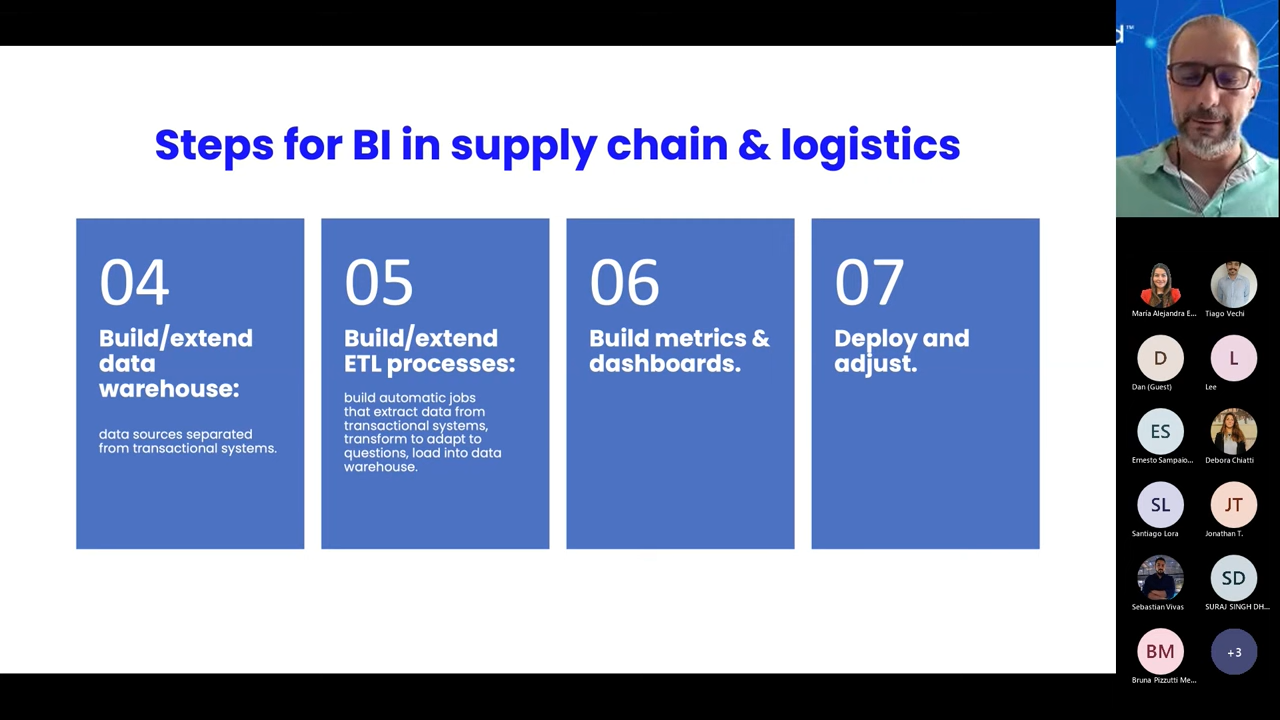 d™
Steps for BI in supply chain & logistics
04
Build/extend
data
warehouse:
data sources separated
from transactional systems.
05
Build/extend
ETL processes:
build automatic jobs
that extract data from
transactional systems,
transform to adapt to
questions, load into data
warehouse.
06
Build metrics &
dashboards.
07
Deploy and
adjust.
María Alejandra E...
Tiago Vechi
D
Dan (Guest)
L
Lee
ES
Ernesto Sampaio...
Debora Chiatti
SL
Santiago Lora
JT
Jonathan T.
Sebastian Vivas
SD
SURAJ SINGH DH...
BM
Bruna Pizzutti Me...
+3